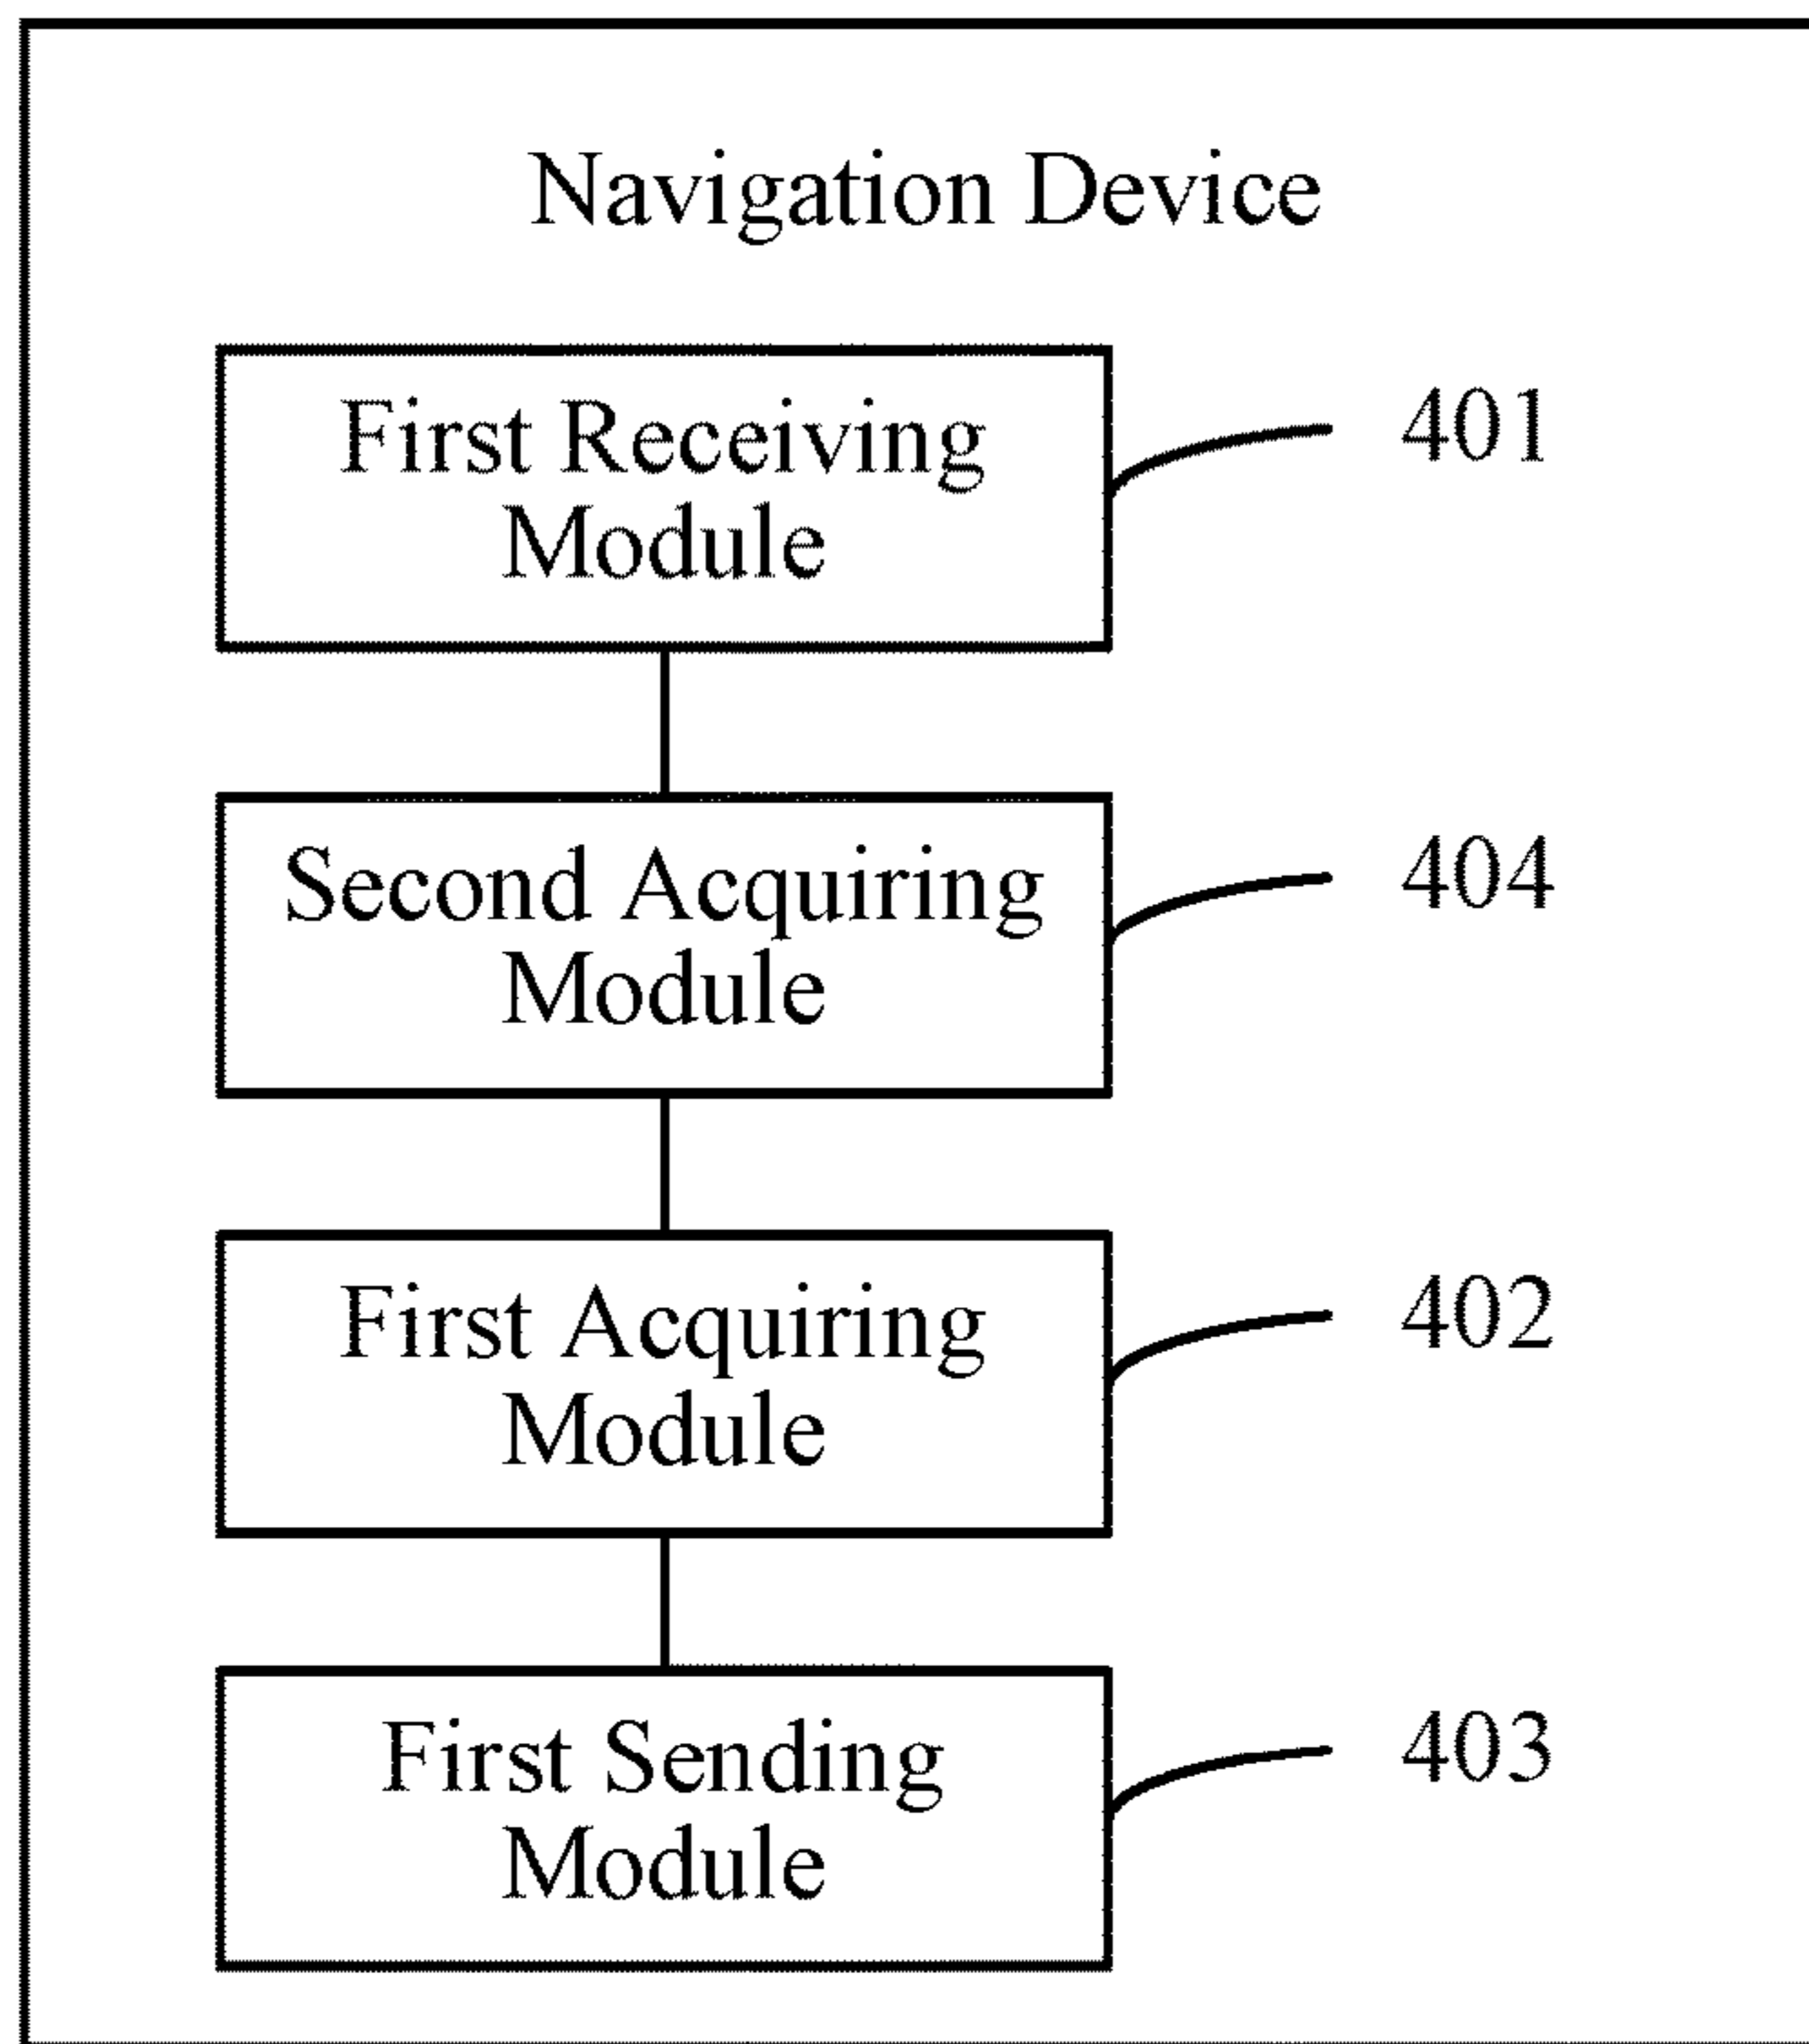 Navigation Device
First Receiving
Module
401
Second Acquiring
Module
404
First Acquiring
Module
402
First Sending
Module
403